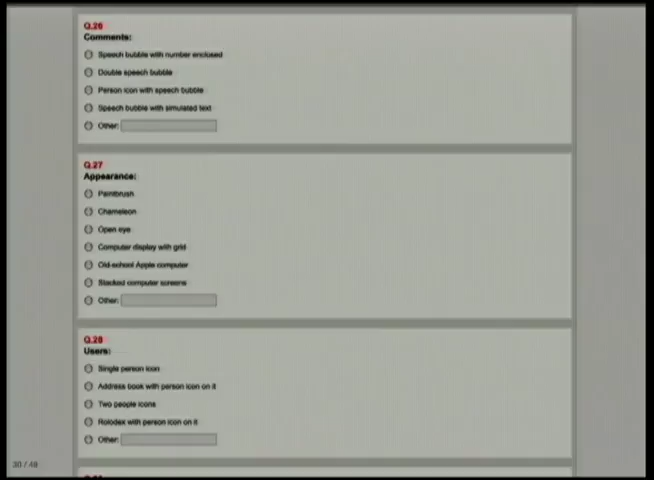 Q.26
Comments:
Speech bubble with number enclosed
Double speech bubble
Person icon with speech bubble
Speech bubble with simulated text
Other:
Q.27
Appearance:
Paintbrush
Chameleon
Open eye
Computer display with grid
Old-school Apple computer
Stacked computer screens
Other:
Q.28
Users:
Single person icon
Address book with person icon on it
Two people icons
Rolodex with person icon on it
Other:
30 / 48